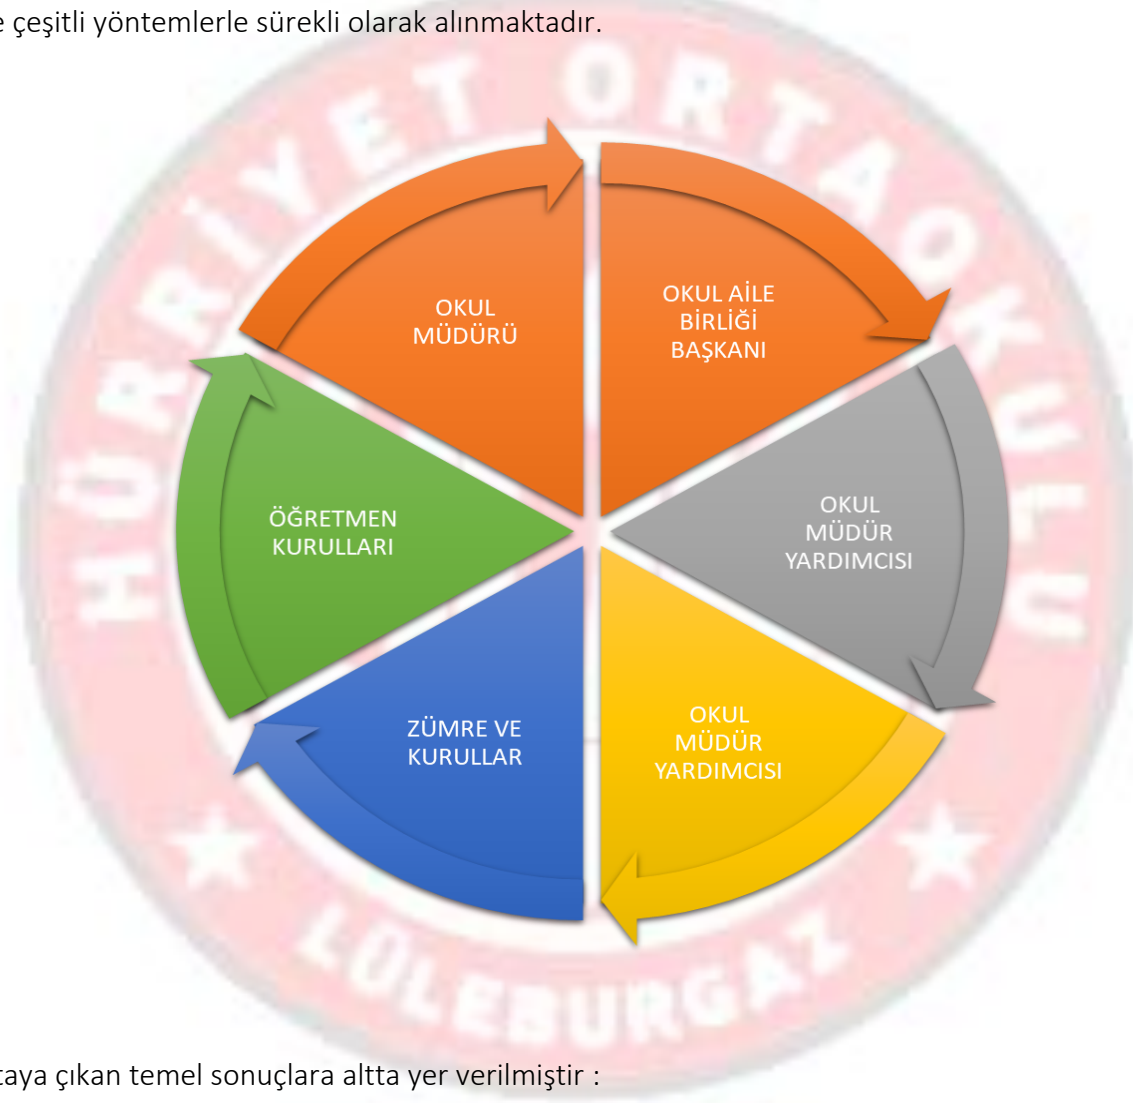 e çeşitli yöntemlerle sürekli olarak alınmaktadır.
HÜRRİYET ORTAOKULU
OKUL
MÜDÜRÜ
OKUL AİLE
BİRLİĞİ
BAŞKANI
ÖĞRETMEN
KURULLARI
OKUL
MÜDÜR
YARDIMCISI
ZÜMRE VE
KURULLAR
OKUL
MÜDÜR
YARDIMCISI
LÜLEBURGAZ
taya çıkan temel sonuçlara altta yer verilmiştir :